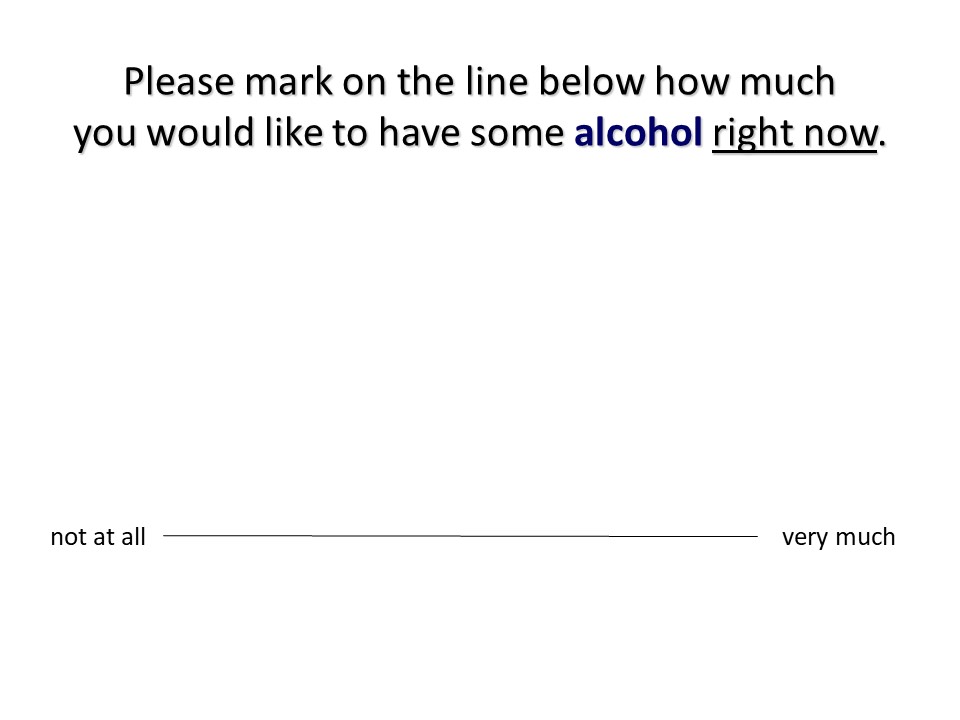 Please mark on the line below how much
you would like to have some alcohol right now.
not at all very much